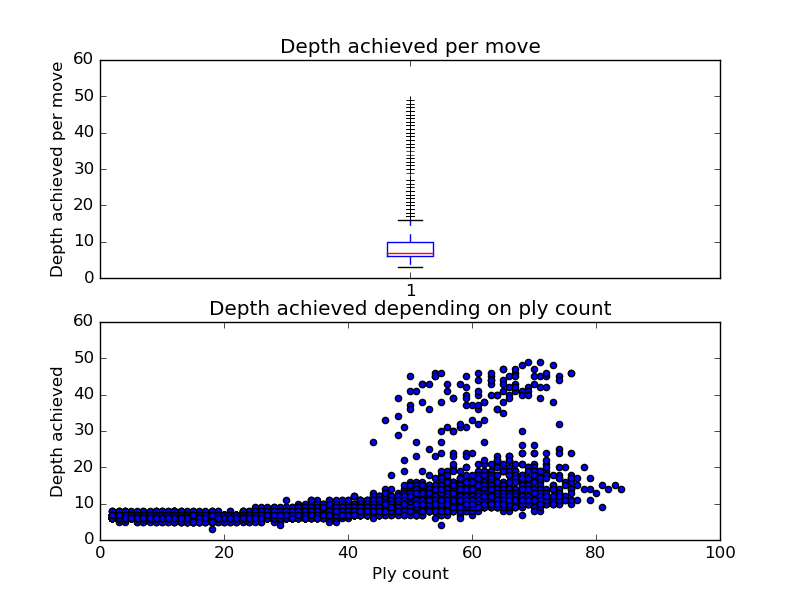 Depth achieved per move
60
50
40
30
20
10
0
Depth achieved per move
1
Depth achieved depending on ply count
60
50
40
30
20
10
0
Depth achieved
0 20 40 60 80 100
Ply count